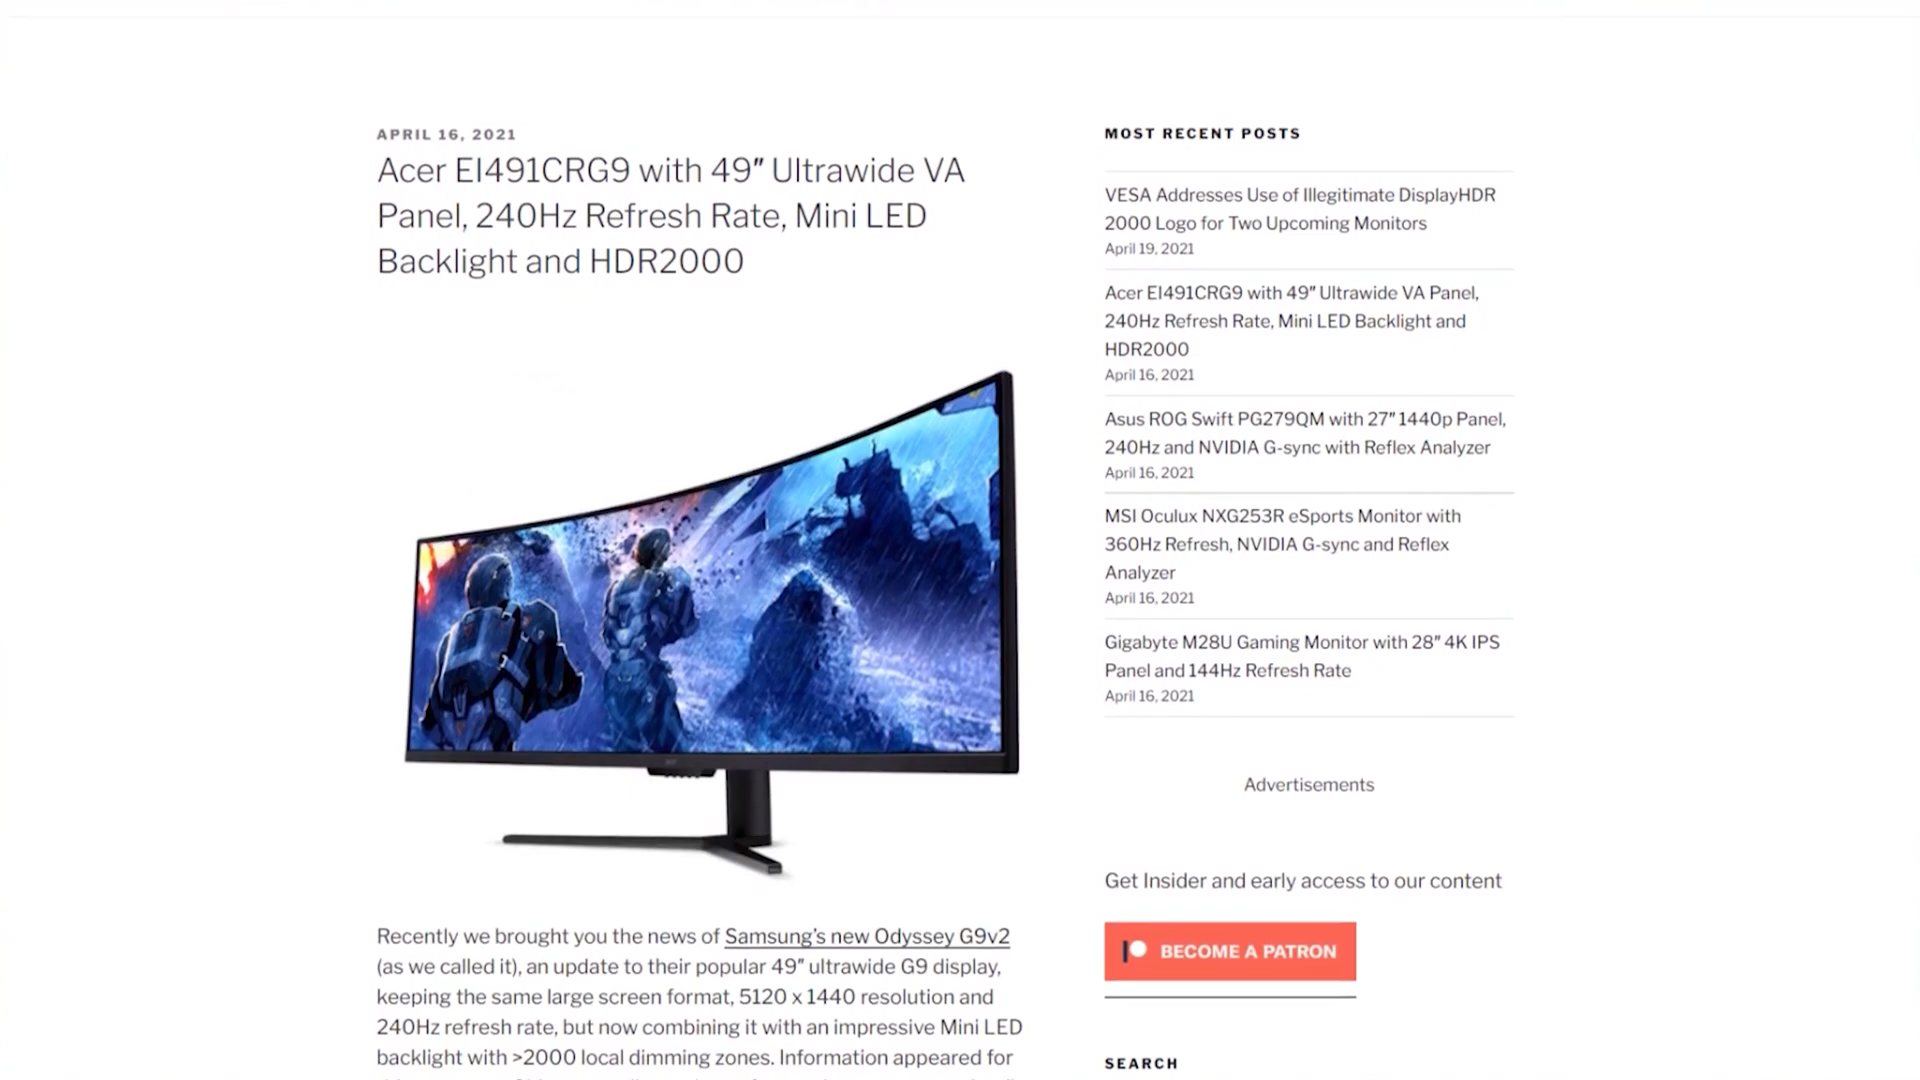 APRIL 16, 2021
Acer EI491CRG9 with 49″ Ultrawide VA
Panel, 240Hz Refresh Rate, Mini LED
Backlight and HDR2000
Recently we brought you the news of Samsung’s new Odyssey G9v2
(as we called it), an update to their popular 49″ ultrawide G9 display,
keeping the same large screen format, 5120 x 1440 resolution and
240Hz refresh rate, but now combining it with an impressive Mini LED
backlight with >2000 local dimming zones. Information appeared for
MOST RECENT POSTS
VESA Addresses Use of Illegitimate DisplayHDR
2000 Logo for Two Upcoming Monitors
April 19, 2021
Acer EI491CRG9 with 49″ Ultrawide VA Panel,
240Hz Refresh Rate, Mini LED Backlight and
HDR2000
April 16, 2021
Asus ROG Swift PG279QM with 27″ 1440p Panel,
240Hz and NVIDIA G-sync with Reflex Analyzer
April 16, 2021
MSI Oculux NXG253R eSports Monitor with
360Hz Refresh, NVIDIA G-sync and Reflex
Analyzer
April 16, 2021
Gigabyte M28U Gaming Monitor with 28″ 4K IPS
Panel and 144Hz Refresh Rate
April 16, 2021
Advertisements
Get Insider and early access to our content
BECOME A PATRON
SEARCH